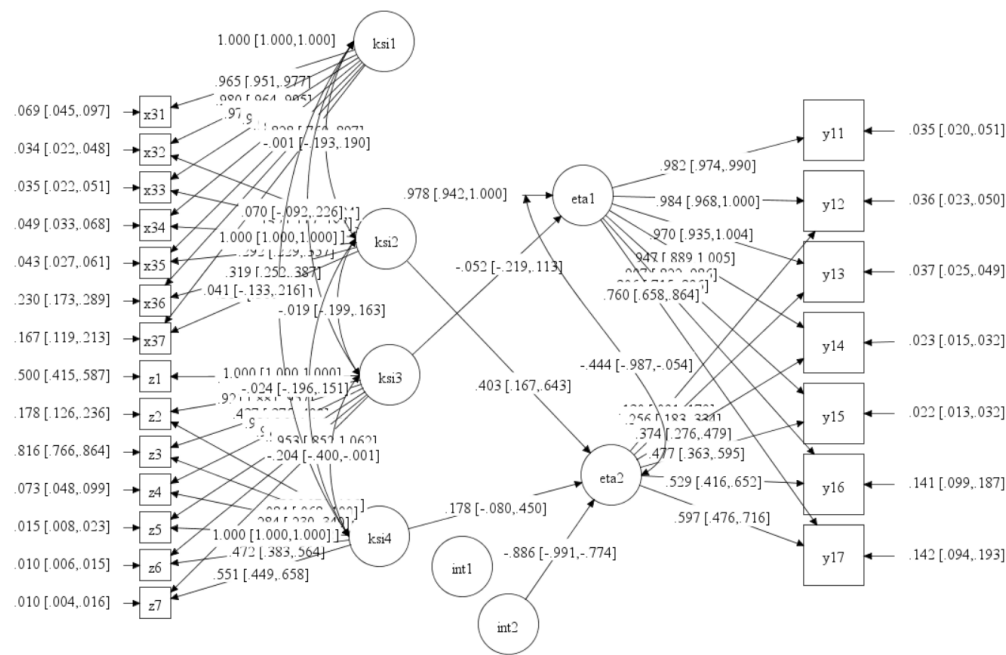 1.000 [1.000,1.000]
ksi1
.965 [.951,.977]
.069 [.045,.097]
x31
.034 [.022,.048]
x32
-.001 [-.193,.190]
.035 [.022,.051]
x33
.049 [.033,.068]
x34
.070 [-.092,.226]
1.000 [1.000,1.000]
ksi2
.043 [.027,.061]
x35
.319 [.252,.387]
.230 [.173,.289]
x36
.041 [-.133,.216]
-.019 [-.199,.163]
.167 [.119,.213]
x37
.500 [.415,.587]
z1
1.000 [1.000,1.000]
ksi3
-.024 [-.196,.151]
.178 [.126,.236]
z2
.816 [.766,.864]
z3
.953 [.852,1.062]
-.204 [-.400,-.001]
.073 [.048,.099]
z4
.015 [.008,.023]
z5
1.000 [1.000,1.000]
ksi4
.010 [.006,.015]
z6
.472 [.383,.564]
.551 [.449,.658]
.010 [.004,.016]
z7
int1
int2
.978 [.942,1.000]
eta1
-.052 [-.219,.113]
.403 [.167,.643]
.178 [-.080,.450]
-.886 [-.991,-.774]
eta2
-.444 [-.987,-.054]
.982 [.974,.990]
.984 [.968,1.000]
.970 [.935,1.004]
.947 [.889 1.005]
.760 [.658,.864]
.256 [.183,.334]
.374 [.276,.479]
.477 [.363,.595]
.529 [.416,.652]
.597 [.476,.716]
y11
.035 [.020,.051]
y12
.036 [.023,.050]
y13
.037 [.025,.049]
y14
.023 [.015,.032]
y15
.022 [.013,.032]
y16
.141 [.099,.187]
y17
.142 [.094,.193]